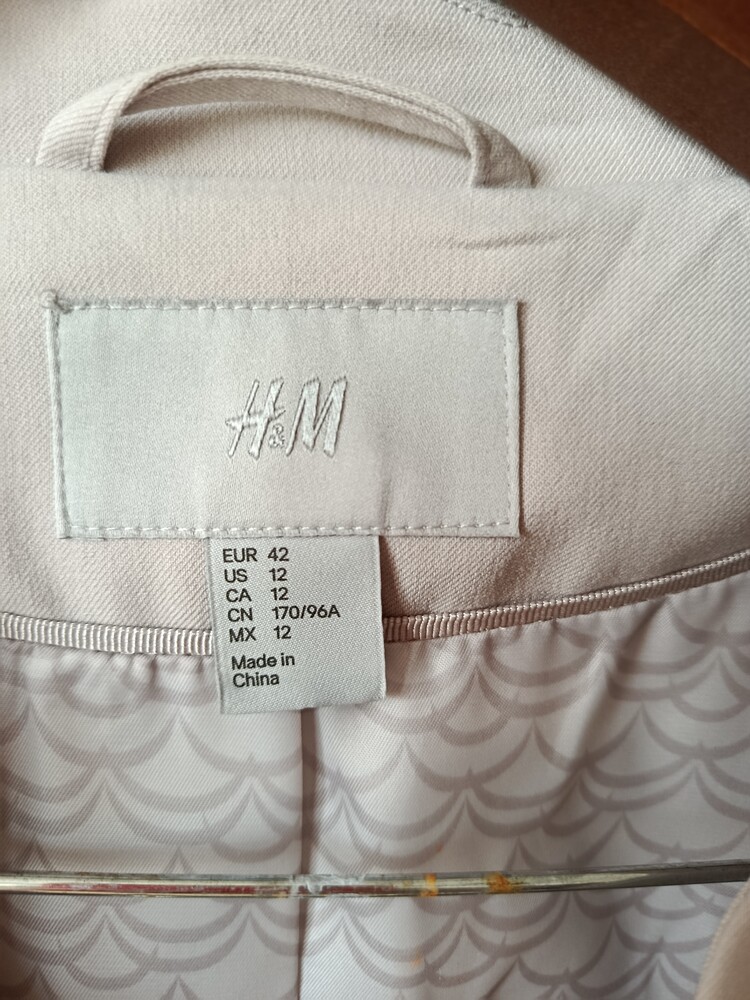 H&M
EUR 42
US 12
CA 12
CN 170/96A
MX 12
Made in
China